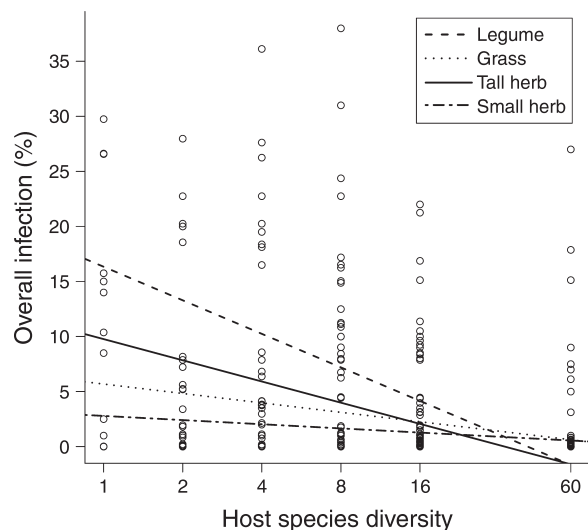 Legume
Grass
Tall herb
Small herb
Overall infection (%)
35
30
25
20
15
10
5
0
1 2 4 8 16 60
Host species diversity